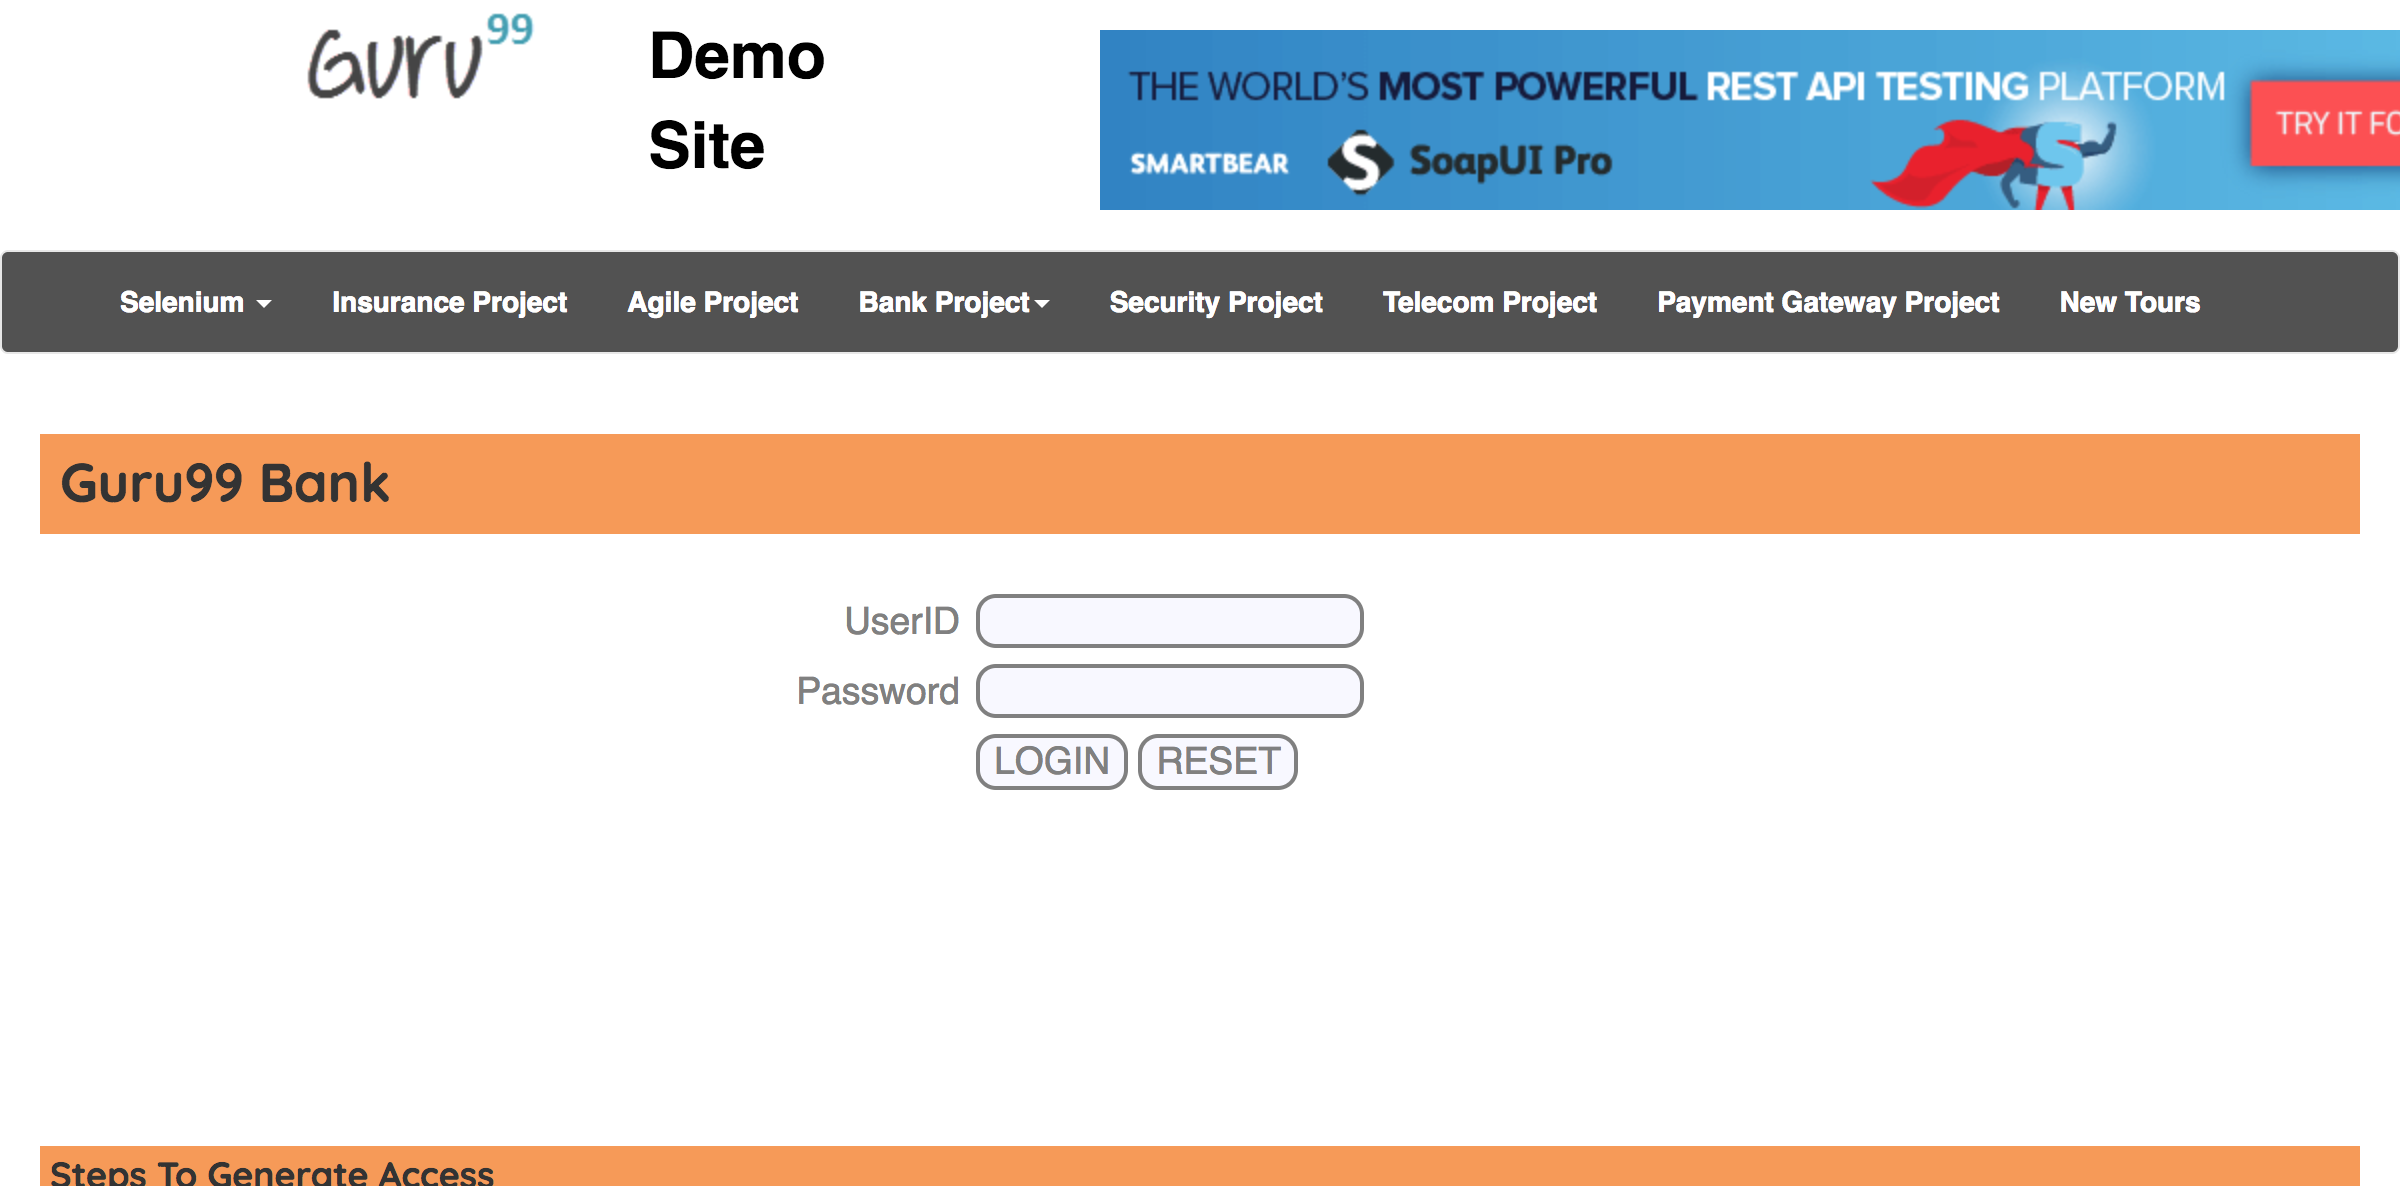 Guru99
Demo
Site
THE WORLD'S MOST POWERFUL REST API TESTING PLATFORM
TRY IT FO
SMARTBEAR SoapUI Pro
Selenium Insurance Project Agile Project Bank Project Security Project Telecom Project Payment Gateway Project New Tours
Guru99 Bank
UserID
Password
LOGIN RESET
Steps To Generate Access